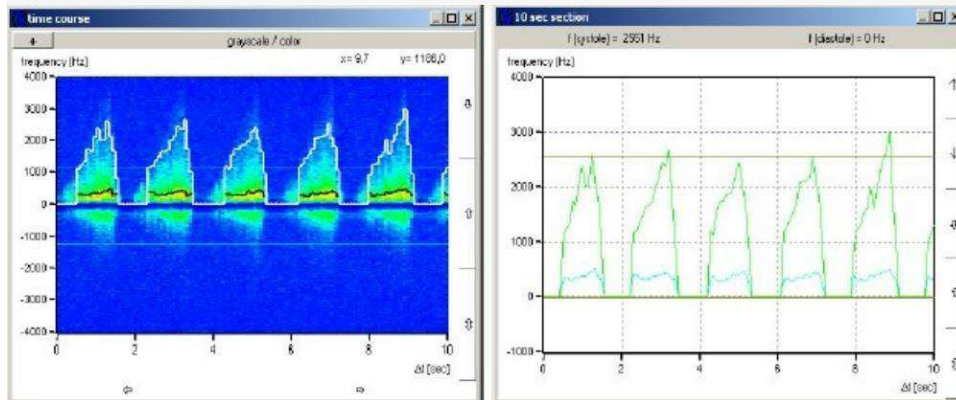 time course
+
grayscale / color
frequency [Hz]
x= 9,7 y= 1168,0
4000
3000
2000
1000
0
-1000
-2000
-3000
-4000
0 2 4 6 8 10
Δt [sec]
10 sec section
f (systole) = 2551 Hz f (diastole) = 0 Hz
frequency [Hz]
4000
3000
2000
1000
0
-1000
0 2 4 6 8 10
Δt [sec]